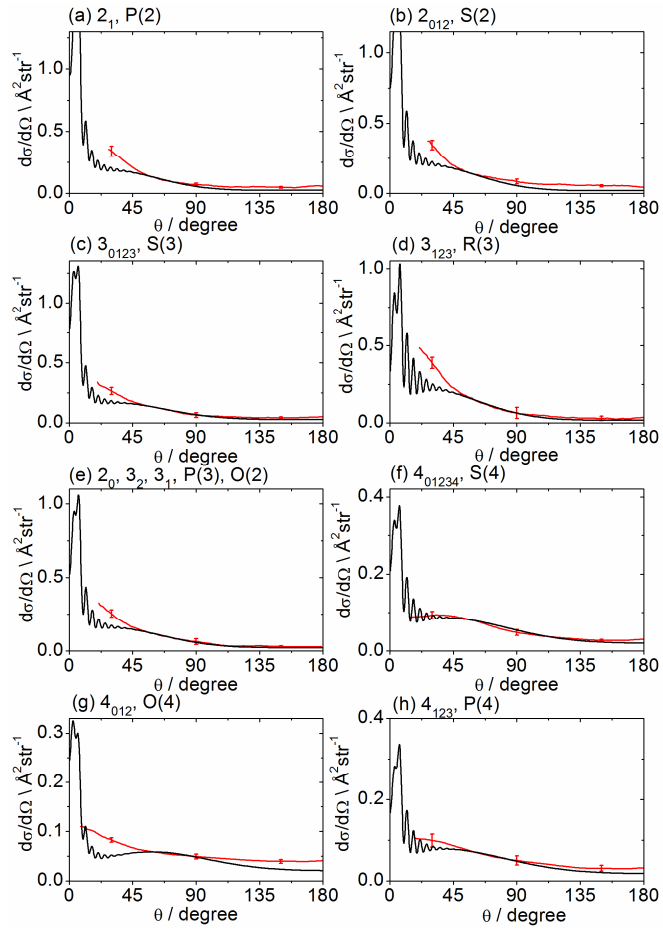 (a) 2₁, P(2)
dσ/dΩ \ Å²str⁻¹
1.0
0.5
0.0
0 45 90 135 180
θ / degree
(b) 2₀₁₂, S(2)
dσ/dΩ \ Å²str⁻¹
1.0
0.5
0.0
0 45 90 135 180
θ / degree
(c) 3₀₁₂₃, S(3)
dσ/dΩ \ Å²str⁻¹
1.0
0.5
0.0
0 45 90 135 180
θ / degree
(d) 3₁₂₃, R(3)
dσ/dΩ \ Å²str⁻¹
1.0
0.5
0.0
0 45 90 135 180
θ / degree
(e) 2₀, 3₂, 3₁, P(3), O(2)
dσ/dΩ \ Å²str⁻¹
1.0
0.5
0.0
0 45 90 135 180
θ / degree
(f) 4₀₁₂₃₄, S(4)
dσ/dΩ \ Å²str⁻¹
0.4
0.2
0.0
0 45 90 135 180
θ / degree
(g) 4₀₁₂, O(4)
dσ/dΩ \ Å²str⁻¹
0.3
0.2
0.1
0.0
0 45 90 135 180
θ / degree
(h) 4₁₂₃, P(4)
dσ/dΩ \ Å²str⁻¹
0.4
0.2
0.0
0 45 90 135 180
θ / degree